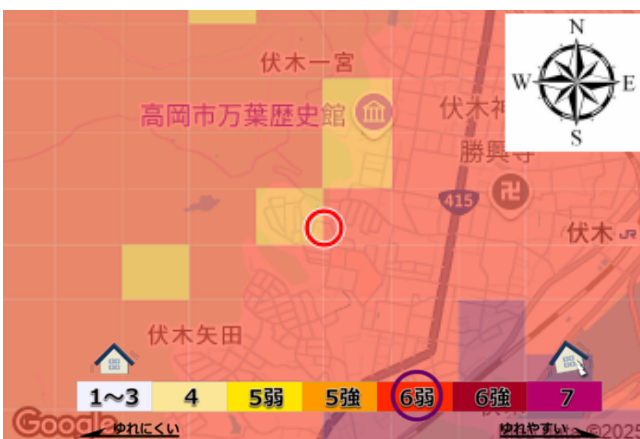 N
W E
S
伏木一宮
高岡市万葉歴史館
伏木神
勝興寺
415
伏木 JR
伏木矢田
1～3 4 5弱 5強 6弱 6強 7
Google
ゆれにくい ゆれやすい ©2025